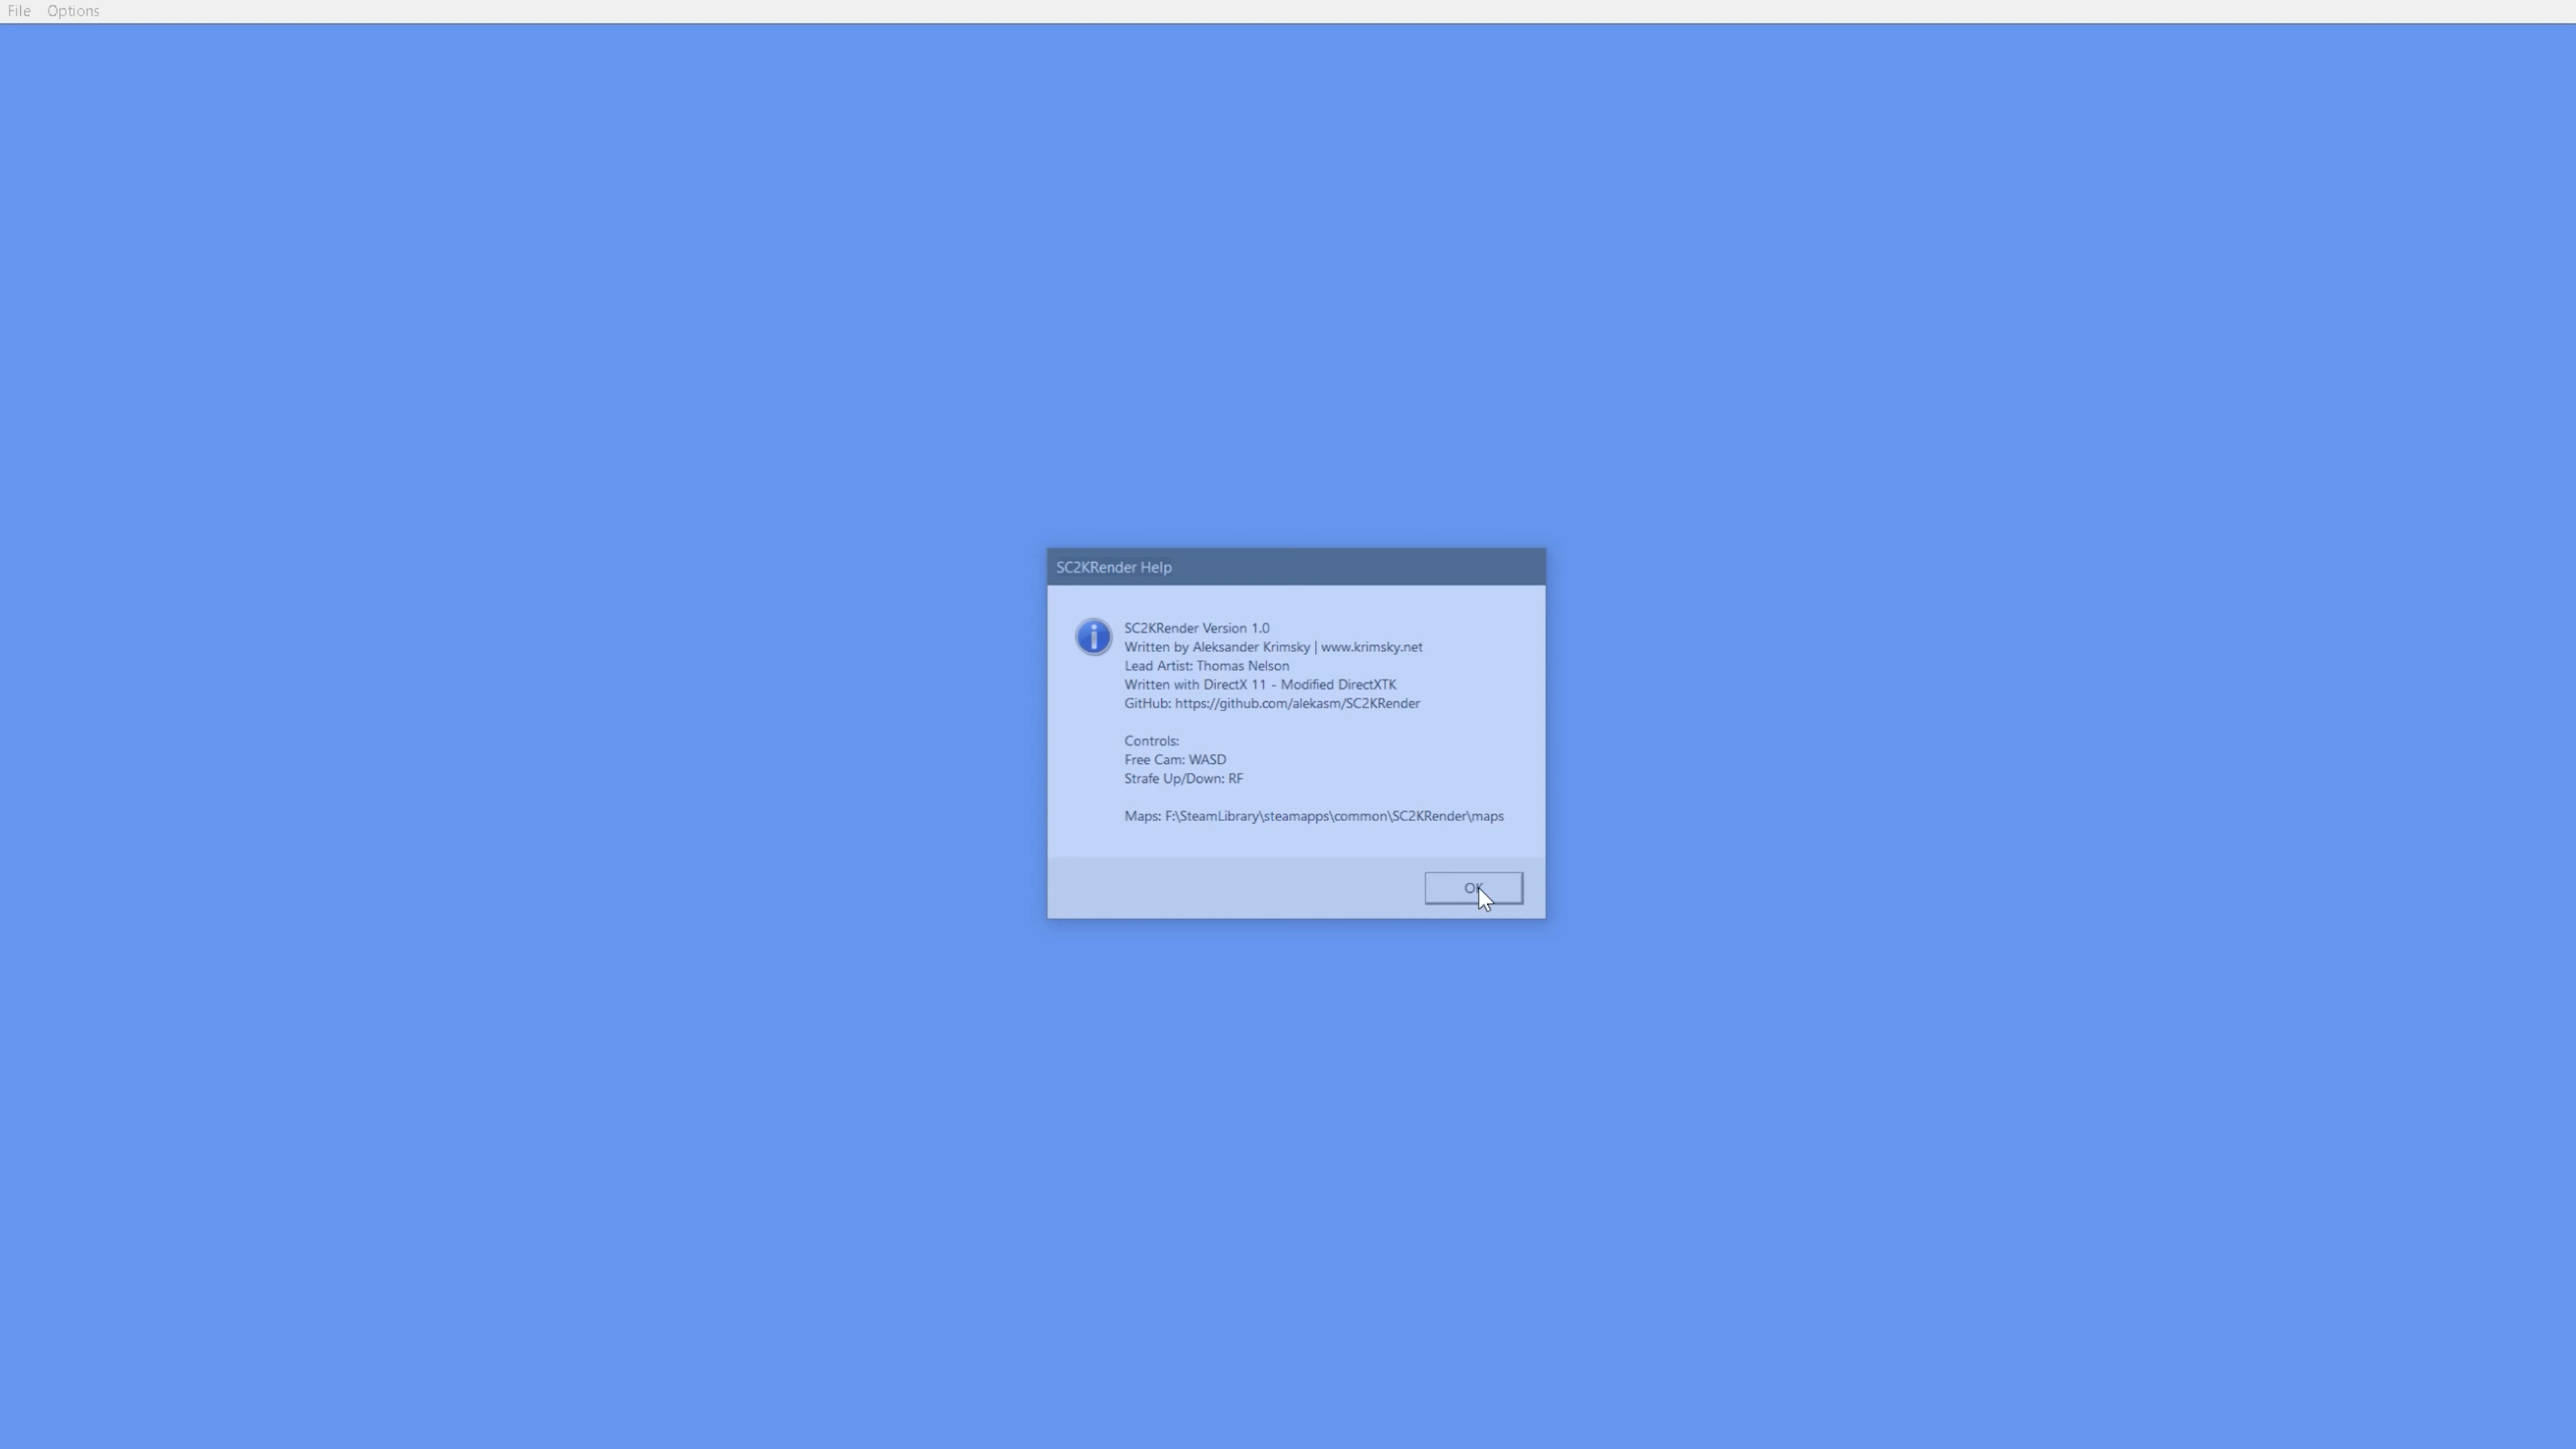 File Options
SC2KRender Help
SC2KRender Version 1.0
Written by Aleksander Krimsky | www.krimsky.net
Lead Artist: Thomas Nelson
Written with DirectX 11 - Modified DirectXTK
GitHub: https://github.com/alekasm/SC2KRender
Controls:
Free Cam: WASD
Strafe Up/Down: RF
Maps: F:\SteamLibrary\steamapps\common\SC2KRender\maps
OK